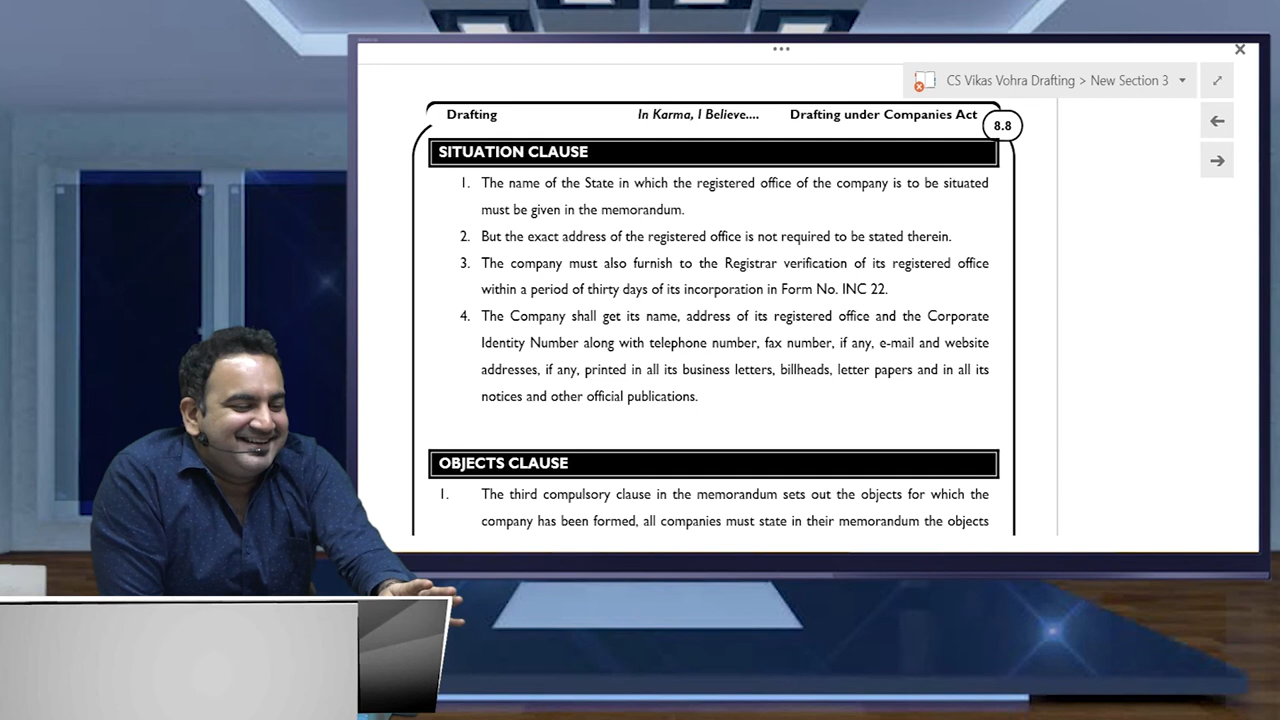 CS Vikas Vohra Drafting > New Section 3
Drafting In Karma, I Believe.... Drafting under Companies Act 8.8
SITUATION CLAUSE
1. The name of the State in which the registered office of the company is to be situated
must be given in the memorandum.
2. But the exact address of the registered office is not required to be stated therein.
3. The company must also furnish to the Registrar verification of its registered office
within a period of thirty days of its incorporation in Form No. INC 22.
4. The Company shall get its name, address of its registered office and the Corporate
Identity Number along with telephone number, fax number, if any, e-mail and website
addresses, if any, printed in all its business letters, billheads, letter papers and in all its
notices and other official publications.
OBJECTS CLAUSE
1. The third compulsory clause in the memorandum sets out the objects for which the
company has been formed, all companies must state in their memorandum the objects